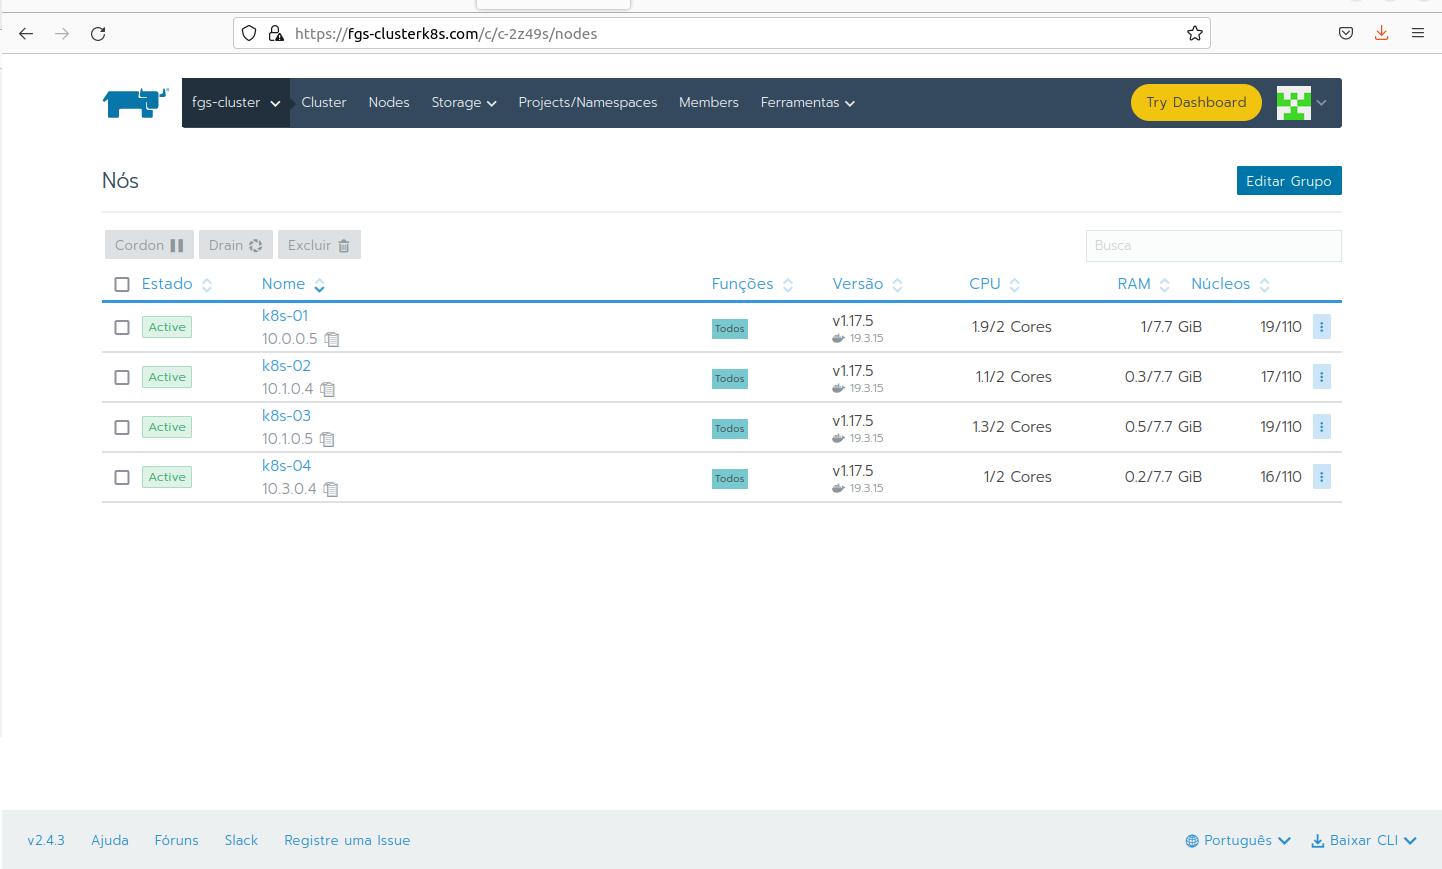 https://fgs-clusterk8s.com/c/c-2z49s/nodes
fgs-cluster Cluster Nodes Storage Projects/Namespaces Members Ferramentas Try Dashboard
Nós Editar Grupo
Cordon Drain Excluir Busca
Estado Nome Funções Versão CPU RAM Núcleos
Active k8s-01 Todos v1.17.5 1.9/2 Cores 1/7.7 GiB 19/110
10.0.0.5 19.3.15
Active k8s-02 Todos v1.17.5 1.1/2 Cores 0.3/7.7 GiB 17/110
10.1.0.4 19.3.15
Active k8s-03 Todos v1.17.5 1.3/2 Cores 0.5/7.7 GiB 19/110
10.1.0.5 19.3.15
Active k8s-04 Todos v1.17.5 1/2 Cores 0.2/7.7 GiB 16/110
10.3.0.4 19.3.15
v2.4.3 Ajuda Fóruns Slack Registre uma Issue Português Baixar CLI